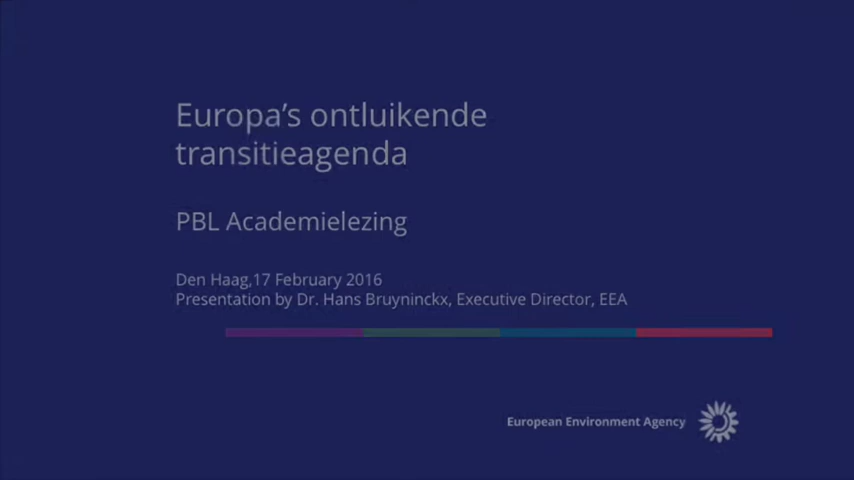 Europa’s ontluikende
transitieagenda
PBL Academielezing
Den Haag,17 February 2016
Presentation by Dr. Hans Bruyninckx, Executive Director, EEA
European Environment Agency